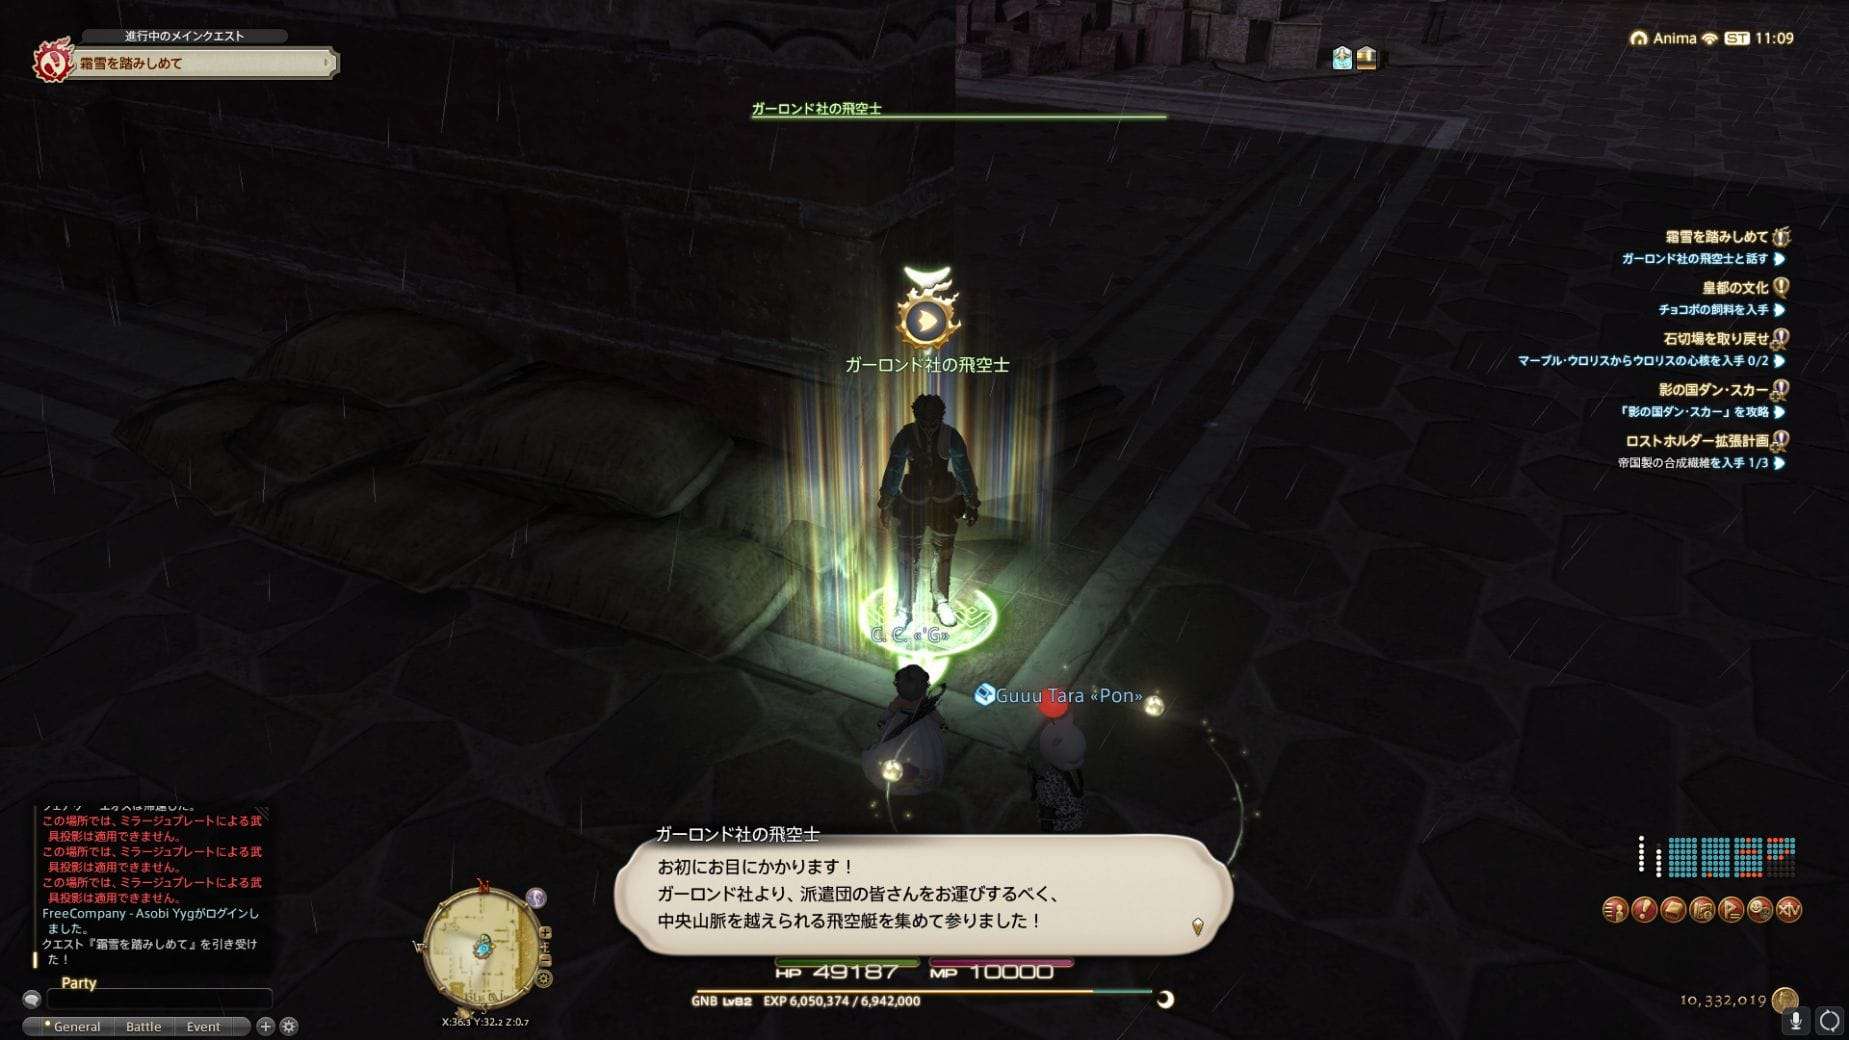 進行中のメインクエスト
霜雪を踏みしめて
Anima ST 11:09
ガーロンド社の飛空士
霜雪を踏みしめて
ガーロンド社の飛空士と話す
皇都の文化
チョコボの飼料を入手
石切場を取り戻せ
マーブル・ウロリスからウロリスの心核を入手 0/2
影の国ダン・スカー
「影の国ダン・スカー」を攻略
ロストホルダー拡張計画
帝国製の合成繊維を入手 1/3
ガーロンド社の飛空士
C. C. «'G»
Guuu Tara «Pon»
この場所では、ミラージュプレートによる武
具投影は適用できません。
この場所では、ミラージュプレートによる武
具投影は適用できません。
この場所では、ミラージュプレートによる武
具投影は適用できません。
FreeCompany - Asobi Yygがログインし
ました。
クエスト『霜雪を踏みしめて』を引き受け
た！
Party
General Battle Event
N
W
E
X:36.3 Y:32.2 Z:0.7
ガーロンド社の飛空士
お初にお目にかかります！
ガーロンド社より、派遣団の皆さんをお運びするべく、
中央山脈を越えられる飛空艇を集めて参りました！
HP 49187 MP 10000
GNB Lv82 EXP 6,050,374 / 6,942,000
XIV
10,332,019